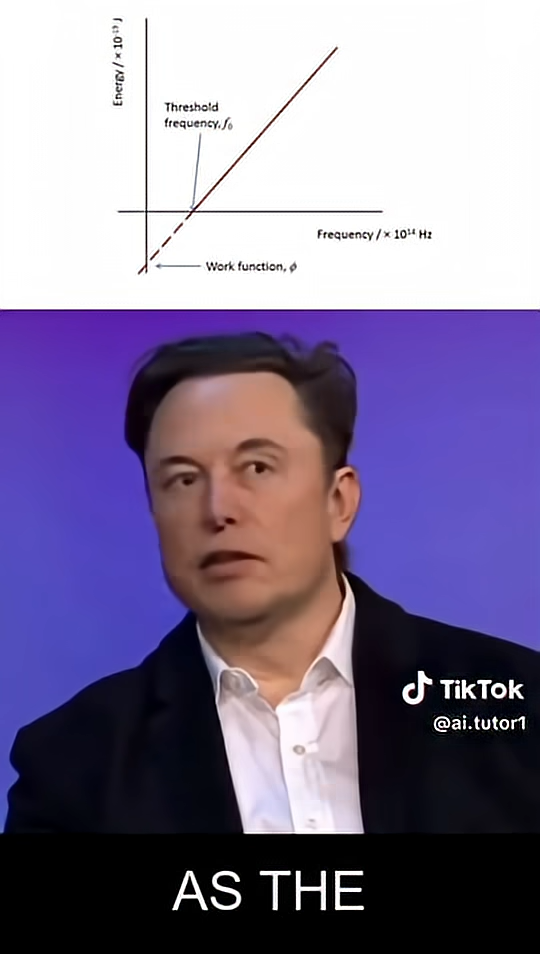 Energy / × 10⁻¹⁹ J
Threshold
frequency, f₀
Frequency / × 10¹⁴ Hz
Work function, ϕ
TikTok
@ai.tutor1
AS THE